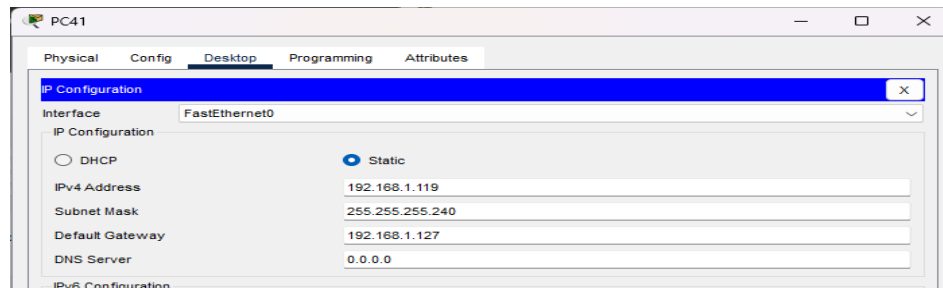 PC41
Physical Config Desktop Programming Attributes
IP Configuration X
Interface FastEthernet0
IP Configuration
DHCP Static
IPv4 Address 192.168.1.119
Subnet Mask 255.255.255.240
Default Gateway 192.168.1.127
DNS Server 0.0.0.0
IPv6 Configuration